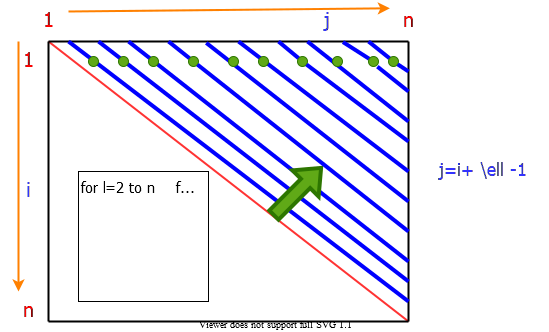 1 j n
1
j=i+ \ell -1
for l=2 to n f...
i
n
Viewer does not support full SVG 1.1